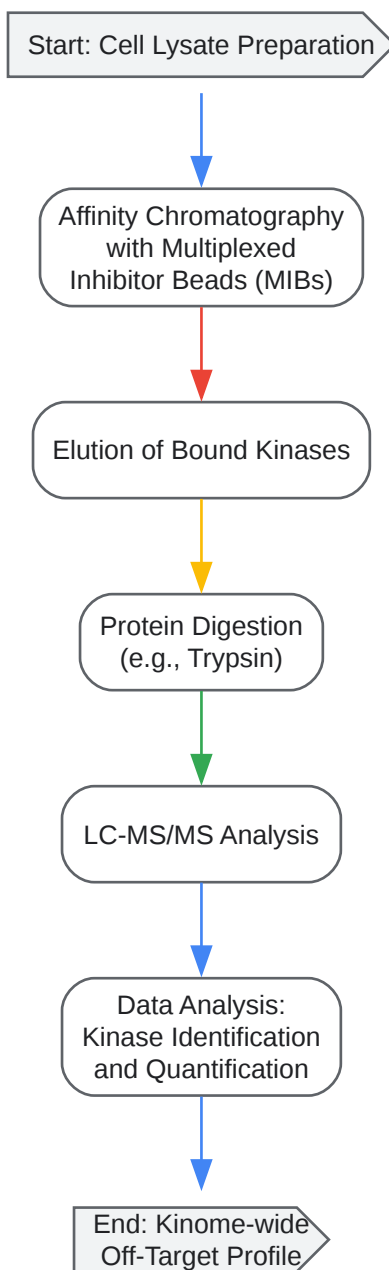 Start: Cell Lysate Preparation
Affinity Chromatography
with Multiplexed
Inhibitor Beads (MIBs)
Elution of Bound Kinases
Protein Digestion
(e.g., Trypsin)
LC-MS/MS Analysis
Data Analysis:
Kinase Identification
and Quantification
End: Kinome-wide
Off-Target Profile